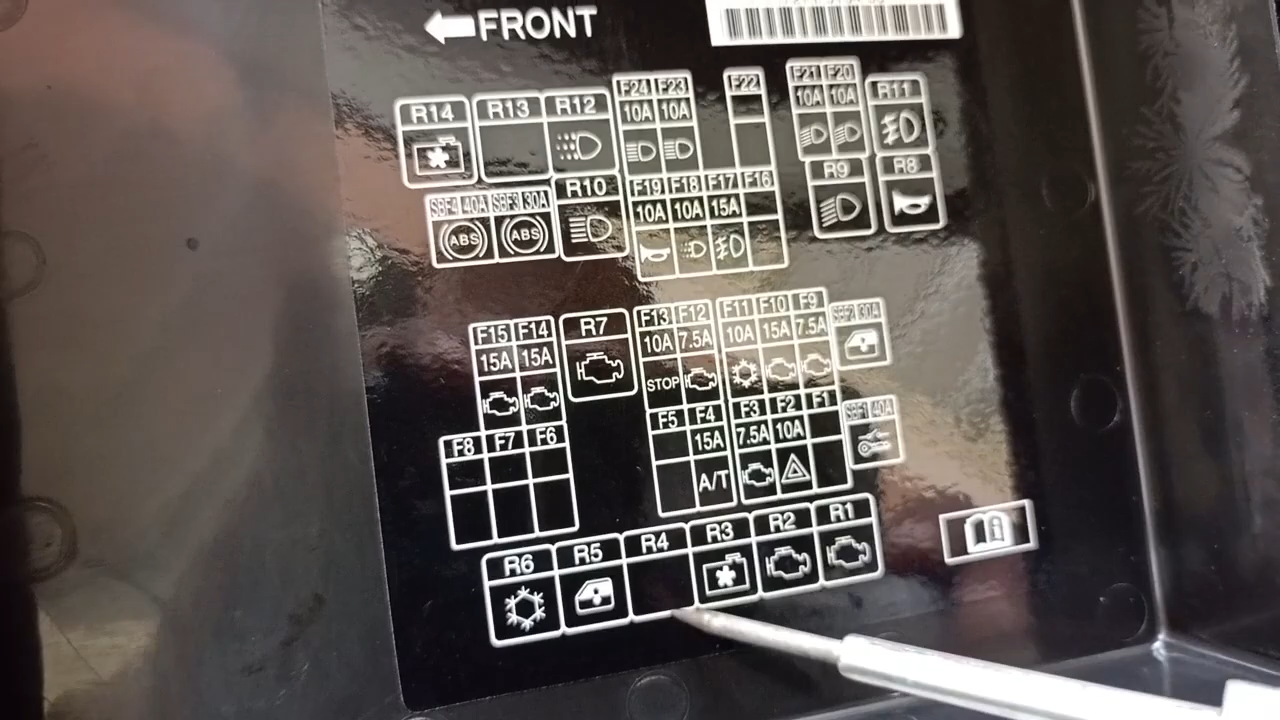 FRONT
F24 F23 F22 F21 F20
R14 R13 R12 10A 10A 10A 10A R11
R9 R8
SBF4 40A SBF3 30A R10 F19 F18 F17 F16
ABS ABS 10A 10A 15A
F15 F14 R7 F13 F12 F11 F10 F9 SBF2 30A
15A 15A 10A 7.5A 10A 15A 7.5A
STOP
F5 F4 F3 F2 F1 SBF1 40A
F8 F7 F6 15A 7.5A 10A
A/T
R6 R5 R4 R3 R2 R1
i